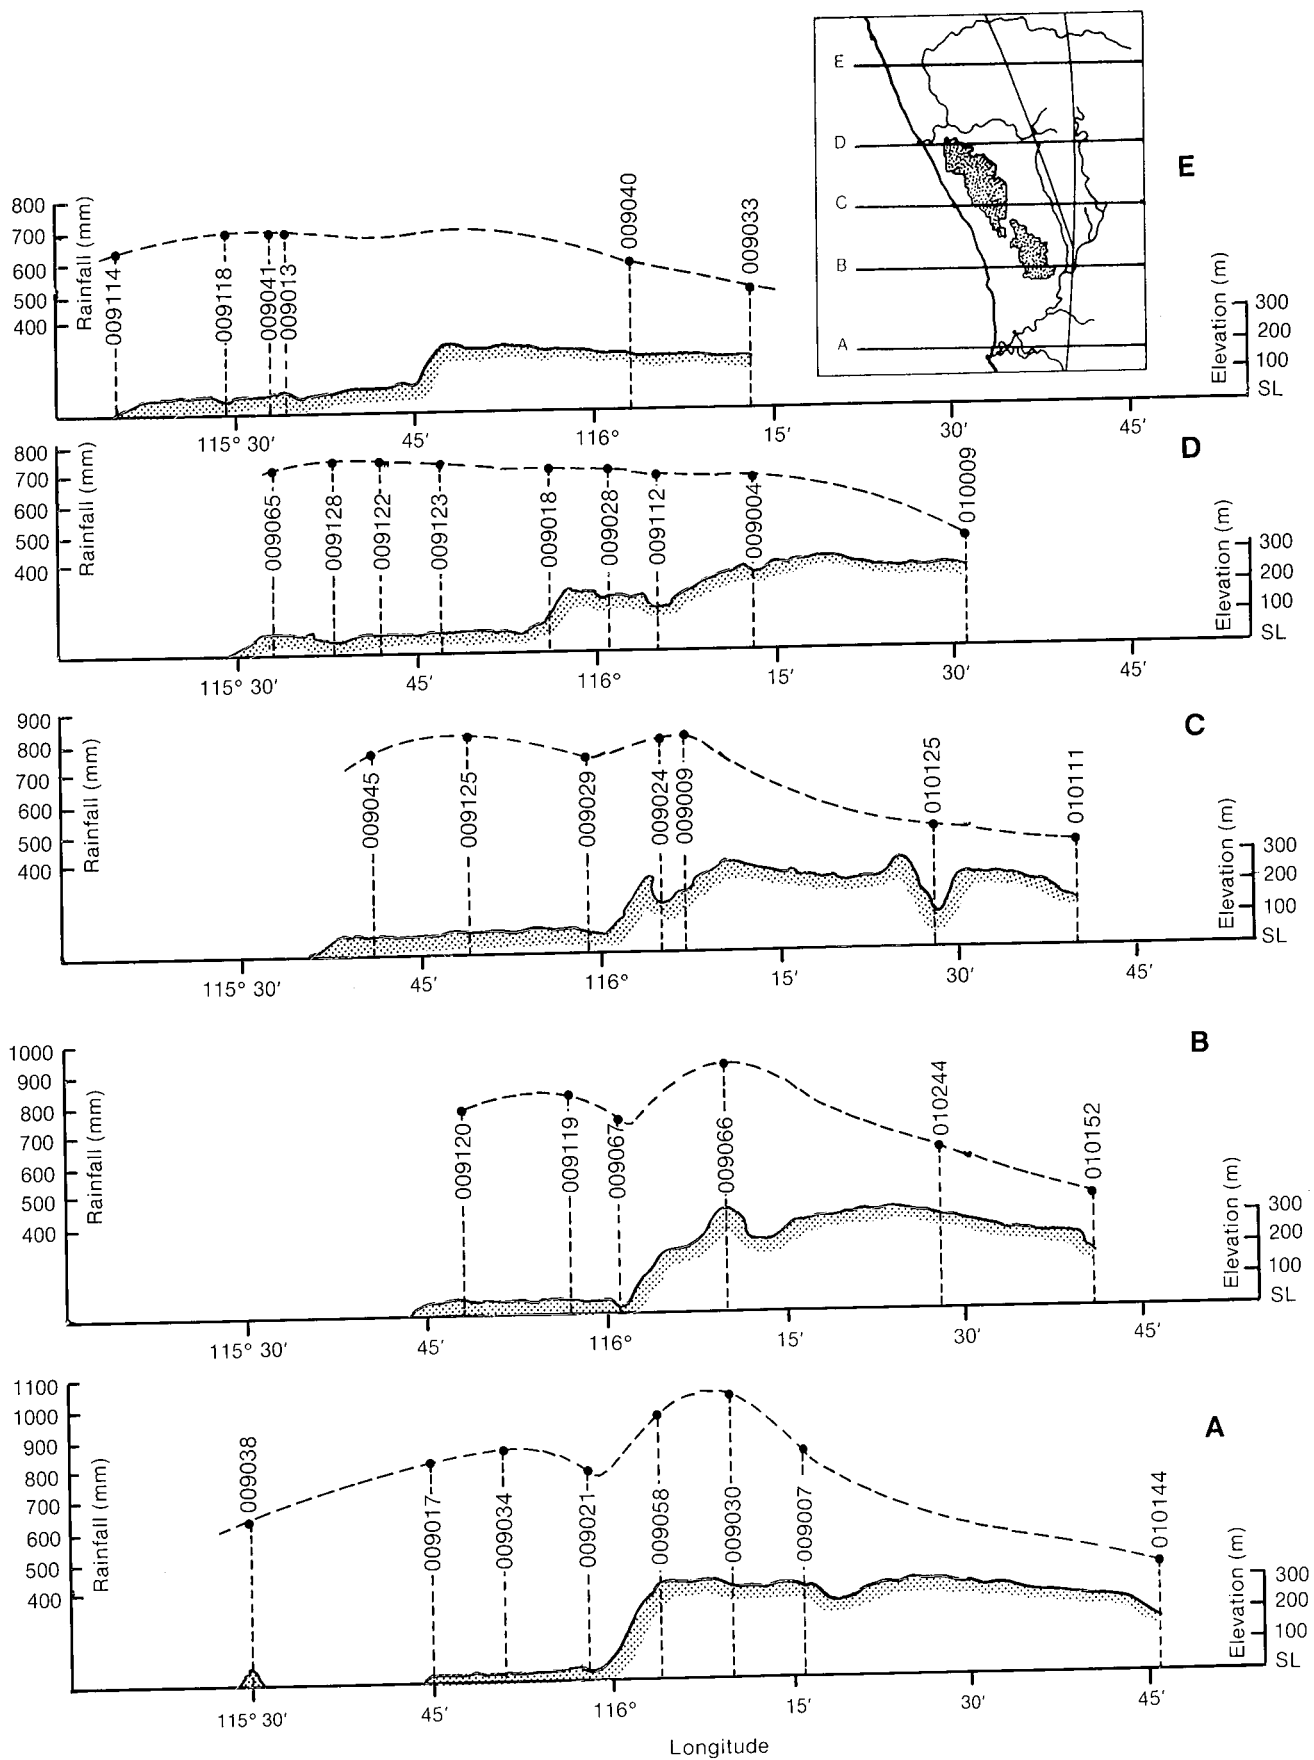 E
D
C
B
A
E
800
700
600
500
400
Rainfall (mm)
009114
009118
009041
009013
009040
009033
Elevation (m)
300
200
100
SL
115° 30′ 45′ 116° 15′ 30′ 45′
D
800
700
600
500
400
Rainfall (mm)
009065
009128
009122
009123
009018
009028
009112
009004
010009
Elevation (m)
300
200
100
SL
115° 30′ 45′ 116° 15′ 30′ 45′
C
900
800
700
600
500
400
Rainfall (mm)
009045
009125
009029
009024
009009
010125
010111
Elevation (m)
300
200
100
SL
115° 30′ 45′ 116° 15′ 30′ 45′
B
1000
900
800
700
600
500
400
Rainfall (mm)
009120
009119
009067
009066
010244
010152
Elevation (m)
300
200
100
SL
115° 30′ 45′ 116° 15′ 30′ 45′
A
1100
1000
900
800
700
600
500
400
Rainfall (mm)
009038
009017
009034
009021
009058
009030
009007
010144
Elevation (m)
300
200
100
SL
115° 30′ 45′ 116° 15′ 30′ 45′
Longitude